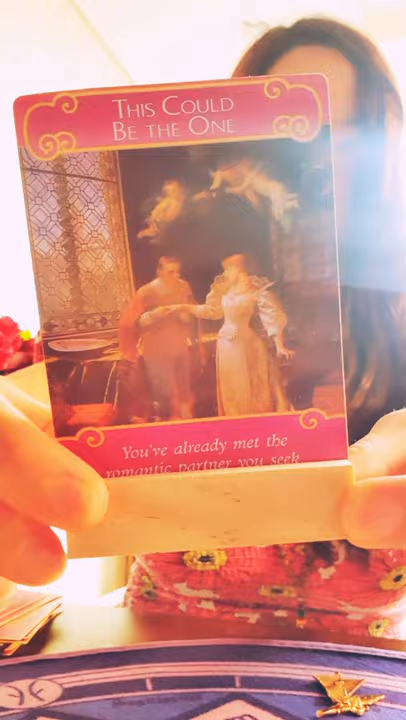 THIS COULD
BE THE ONE
You've already met the
romantic partner you seek.